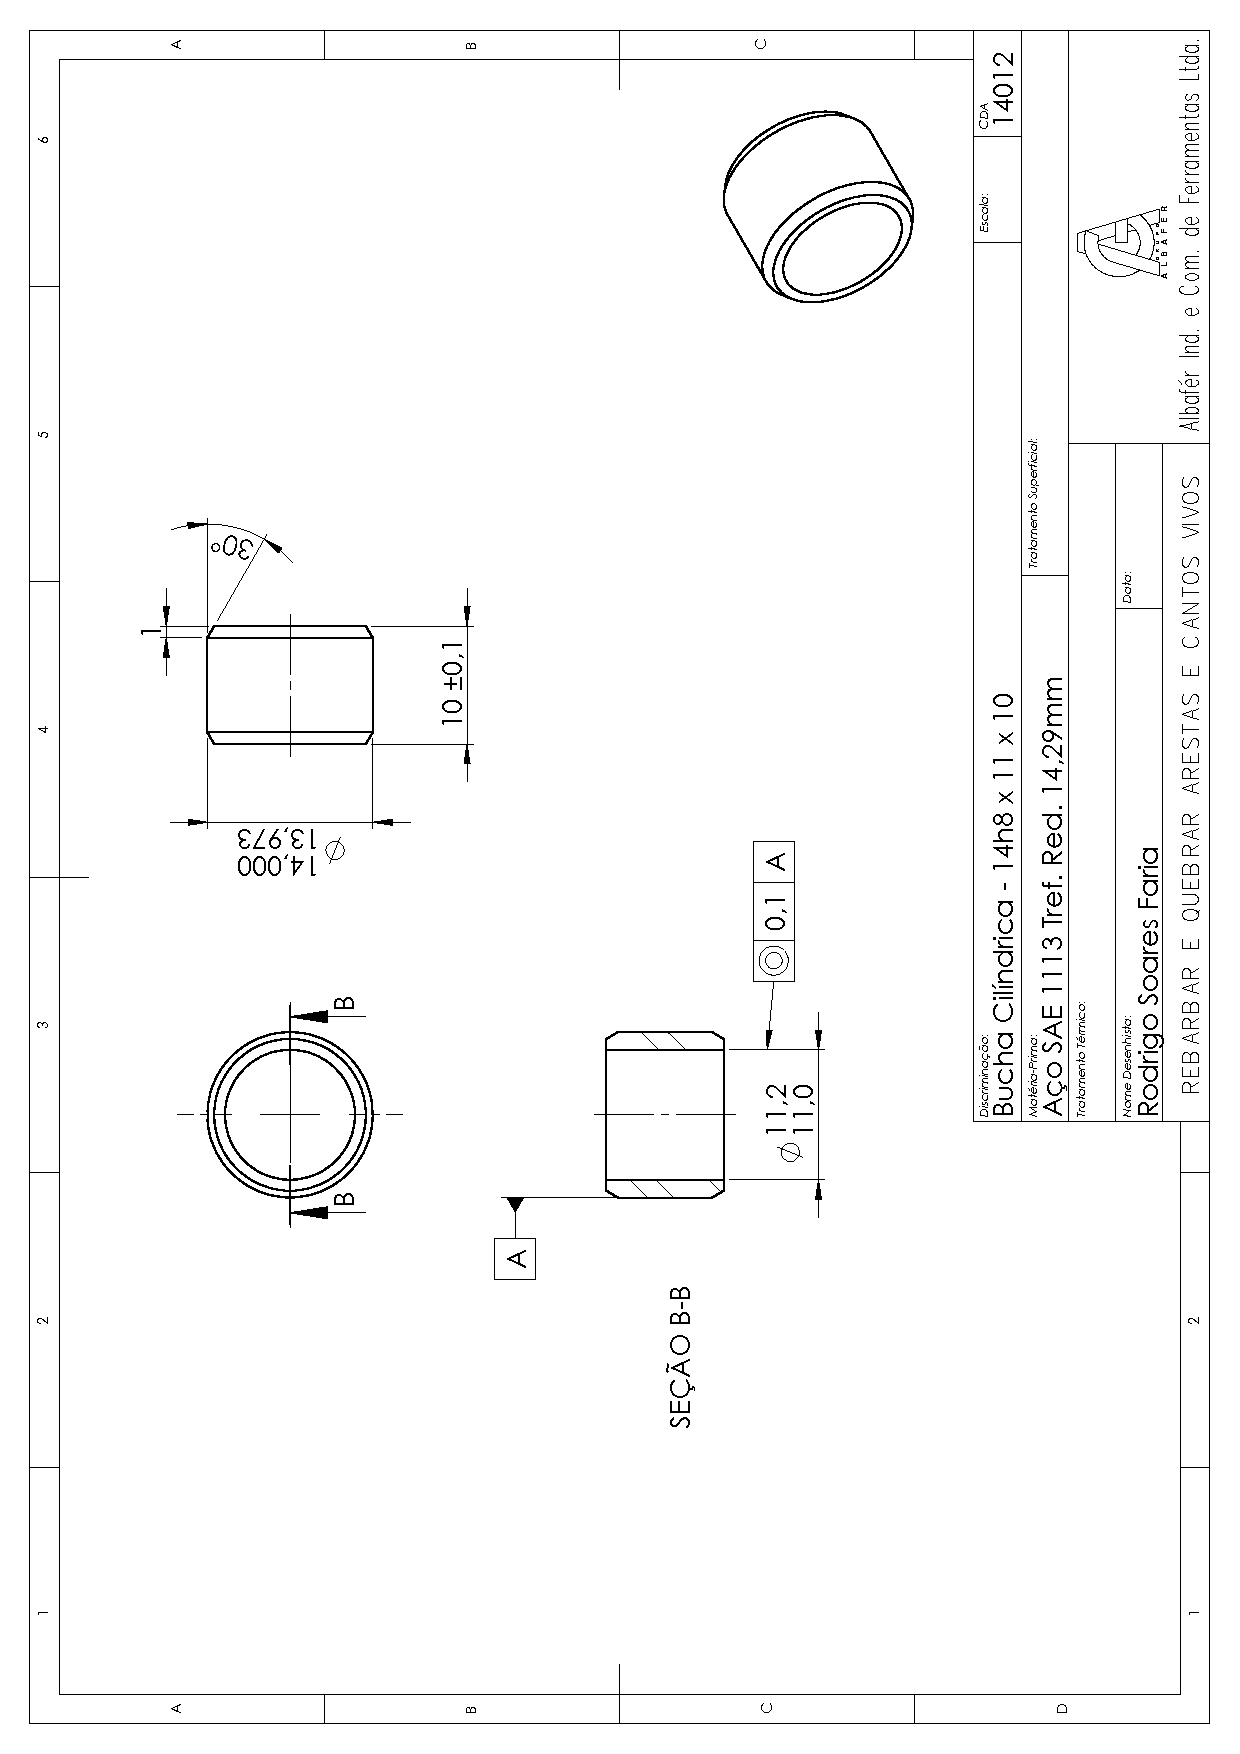 6
5
4
3
2
1
A
B
C
A
B
C
D
2
1
1
30°
10 ±0,1
Ø 14,000
13,973
B
B
SEÇÃO B-B
A
◎ 0,1 A
Ø 11,2
11,0
Discriminação:
Bucha Cilíndrica - 14h8 x 11 x 10
Escala:
CDA
14012
Matéria-Prima:
Aço SAE 1113 Tref. Red. 14,29mm
Tratamento Superficial:
Tratamento Térmico:
Nome Desenhista:
Rodrigo Soares Faria
Data:
REBARBAR E QUEBRAR ARESTAS E CANTOS VIVOS
GRUPO
ALBAFER
Albafér Ind. e Com. de Ferramentas Ltda.